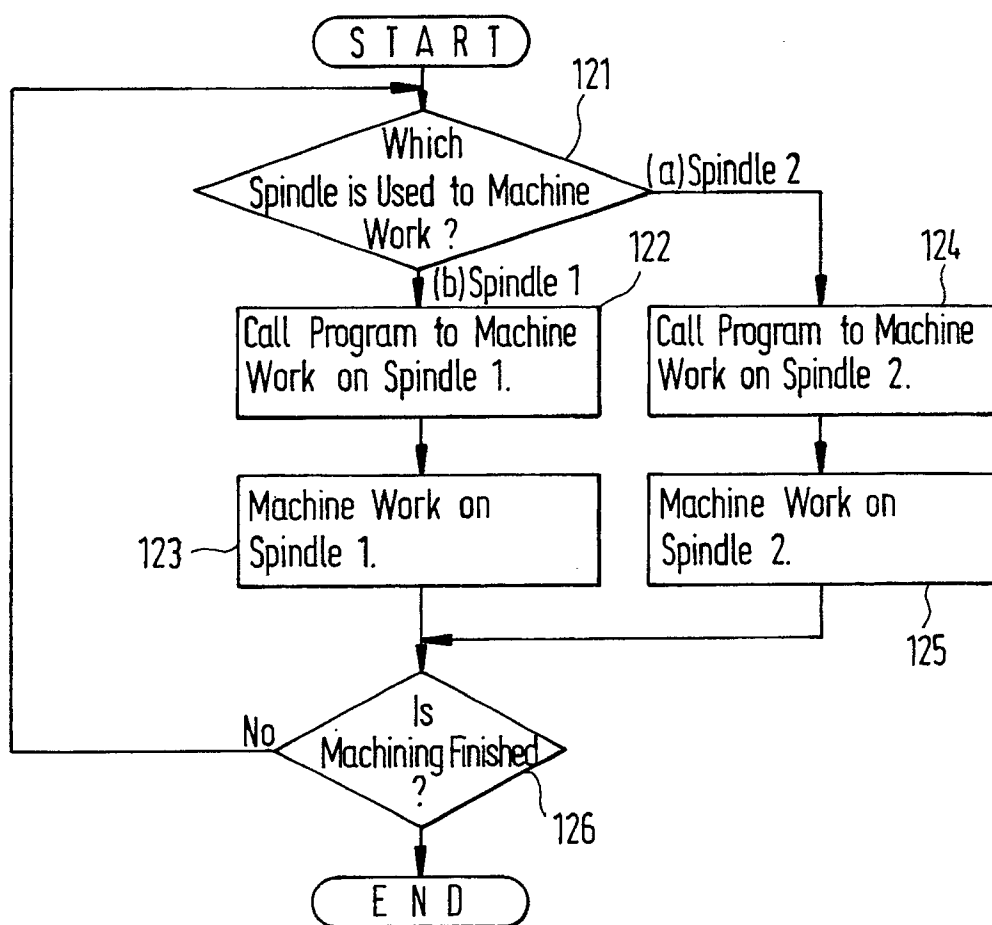 START
121
Which
Spindle is Used to Machine
Work ?
(a) Spindle 2
(b) Spindle 1
122
124
Call Program to Machine
Work on Spindle 1.
Call Program to Machine
Work on Spindle 2.
Machine Work on
Spindle 1.
123
Machine Work on
Spindle 2.
125
No
Is
Machining Finished
?
126
END